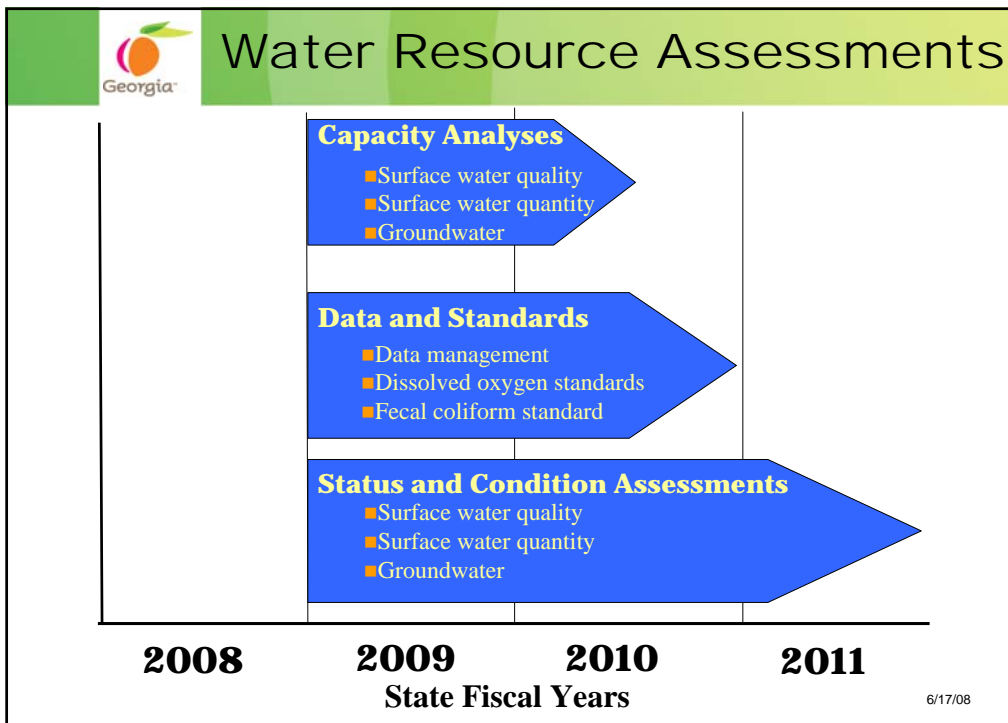 Georgia™
Water Resource Assessments
Capacity Analyses
■Surface water quality
■Surface water quantity
■Groundwater
Data and Standards
■Data management
■Dissolved oxygen standards
■Fecal coliform standard
Status and Condition Assessments
■Surface water quality
■Surface water quantity
■Groundwater
2008 2009 2010 2011
State Fiscal Years
6/17/08